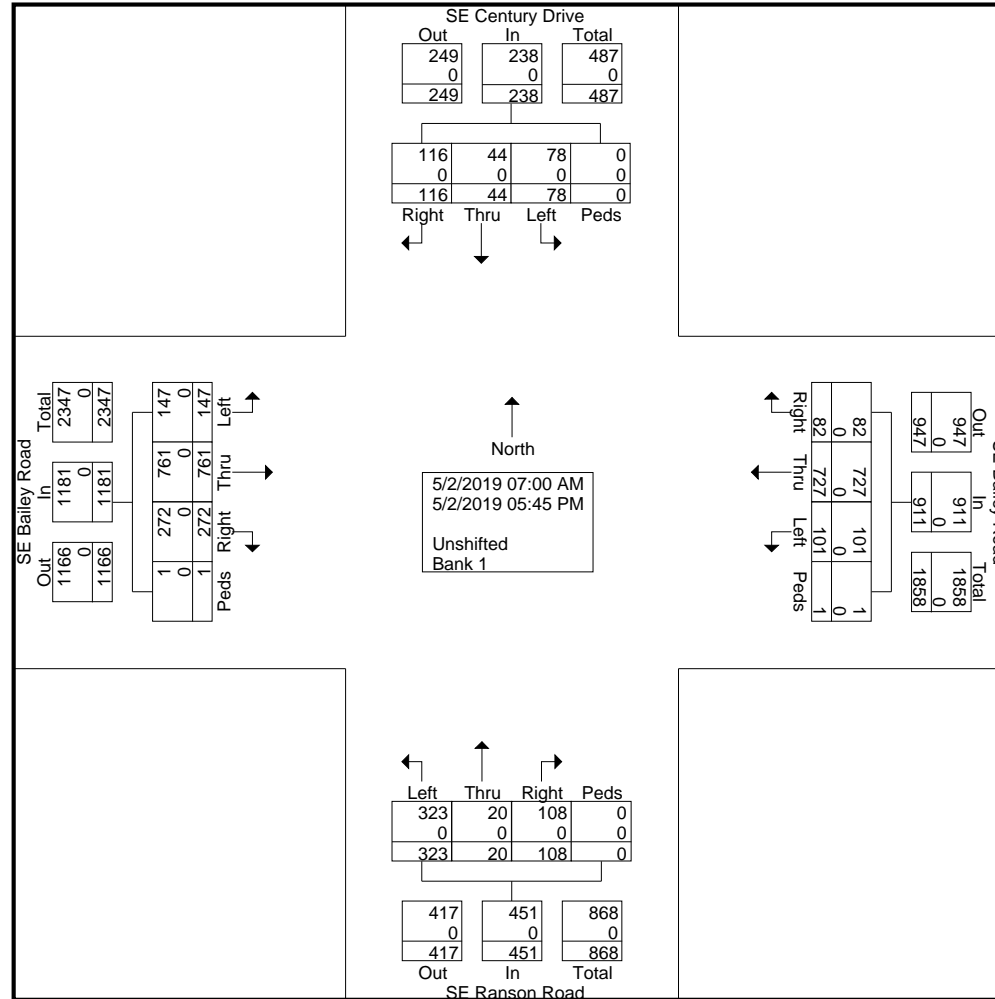 SE Century Drive
Out In Total
249 238 487
0 0 0
249 238 487
116 44 78 0
0 0 0 0
116 44 78 0
Right Thru Left Peds
SE Bailey Road
Total In Out
2347 1181 1166
0 0 0
2347 1181 1166
147 761 272 1
0 0 0 0
147 761 272 1
Left Thru Right Peds
North
5/2/2019 07:00 AM
5/2/2019 05:45 PM
Unshifted
Bank 1
Out In Total
947 911 1858
0 0 0
947 911 1858
82 727 101 1
0 0 0 0
82 727 101 1
Right Thru Left Peds
Left Thru Right Peds
323 20 108 0
0 0 0 0
323 20 108 0
417 451 868
0 0 0
417 451 868
Out In Total
SE Ranson Road